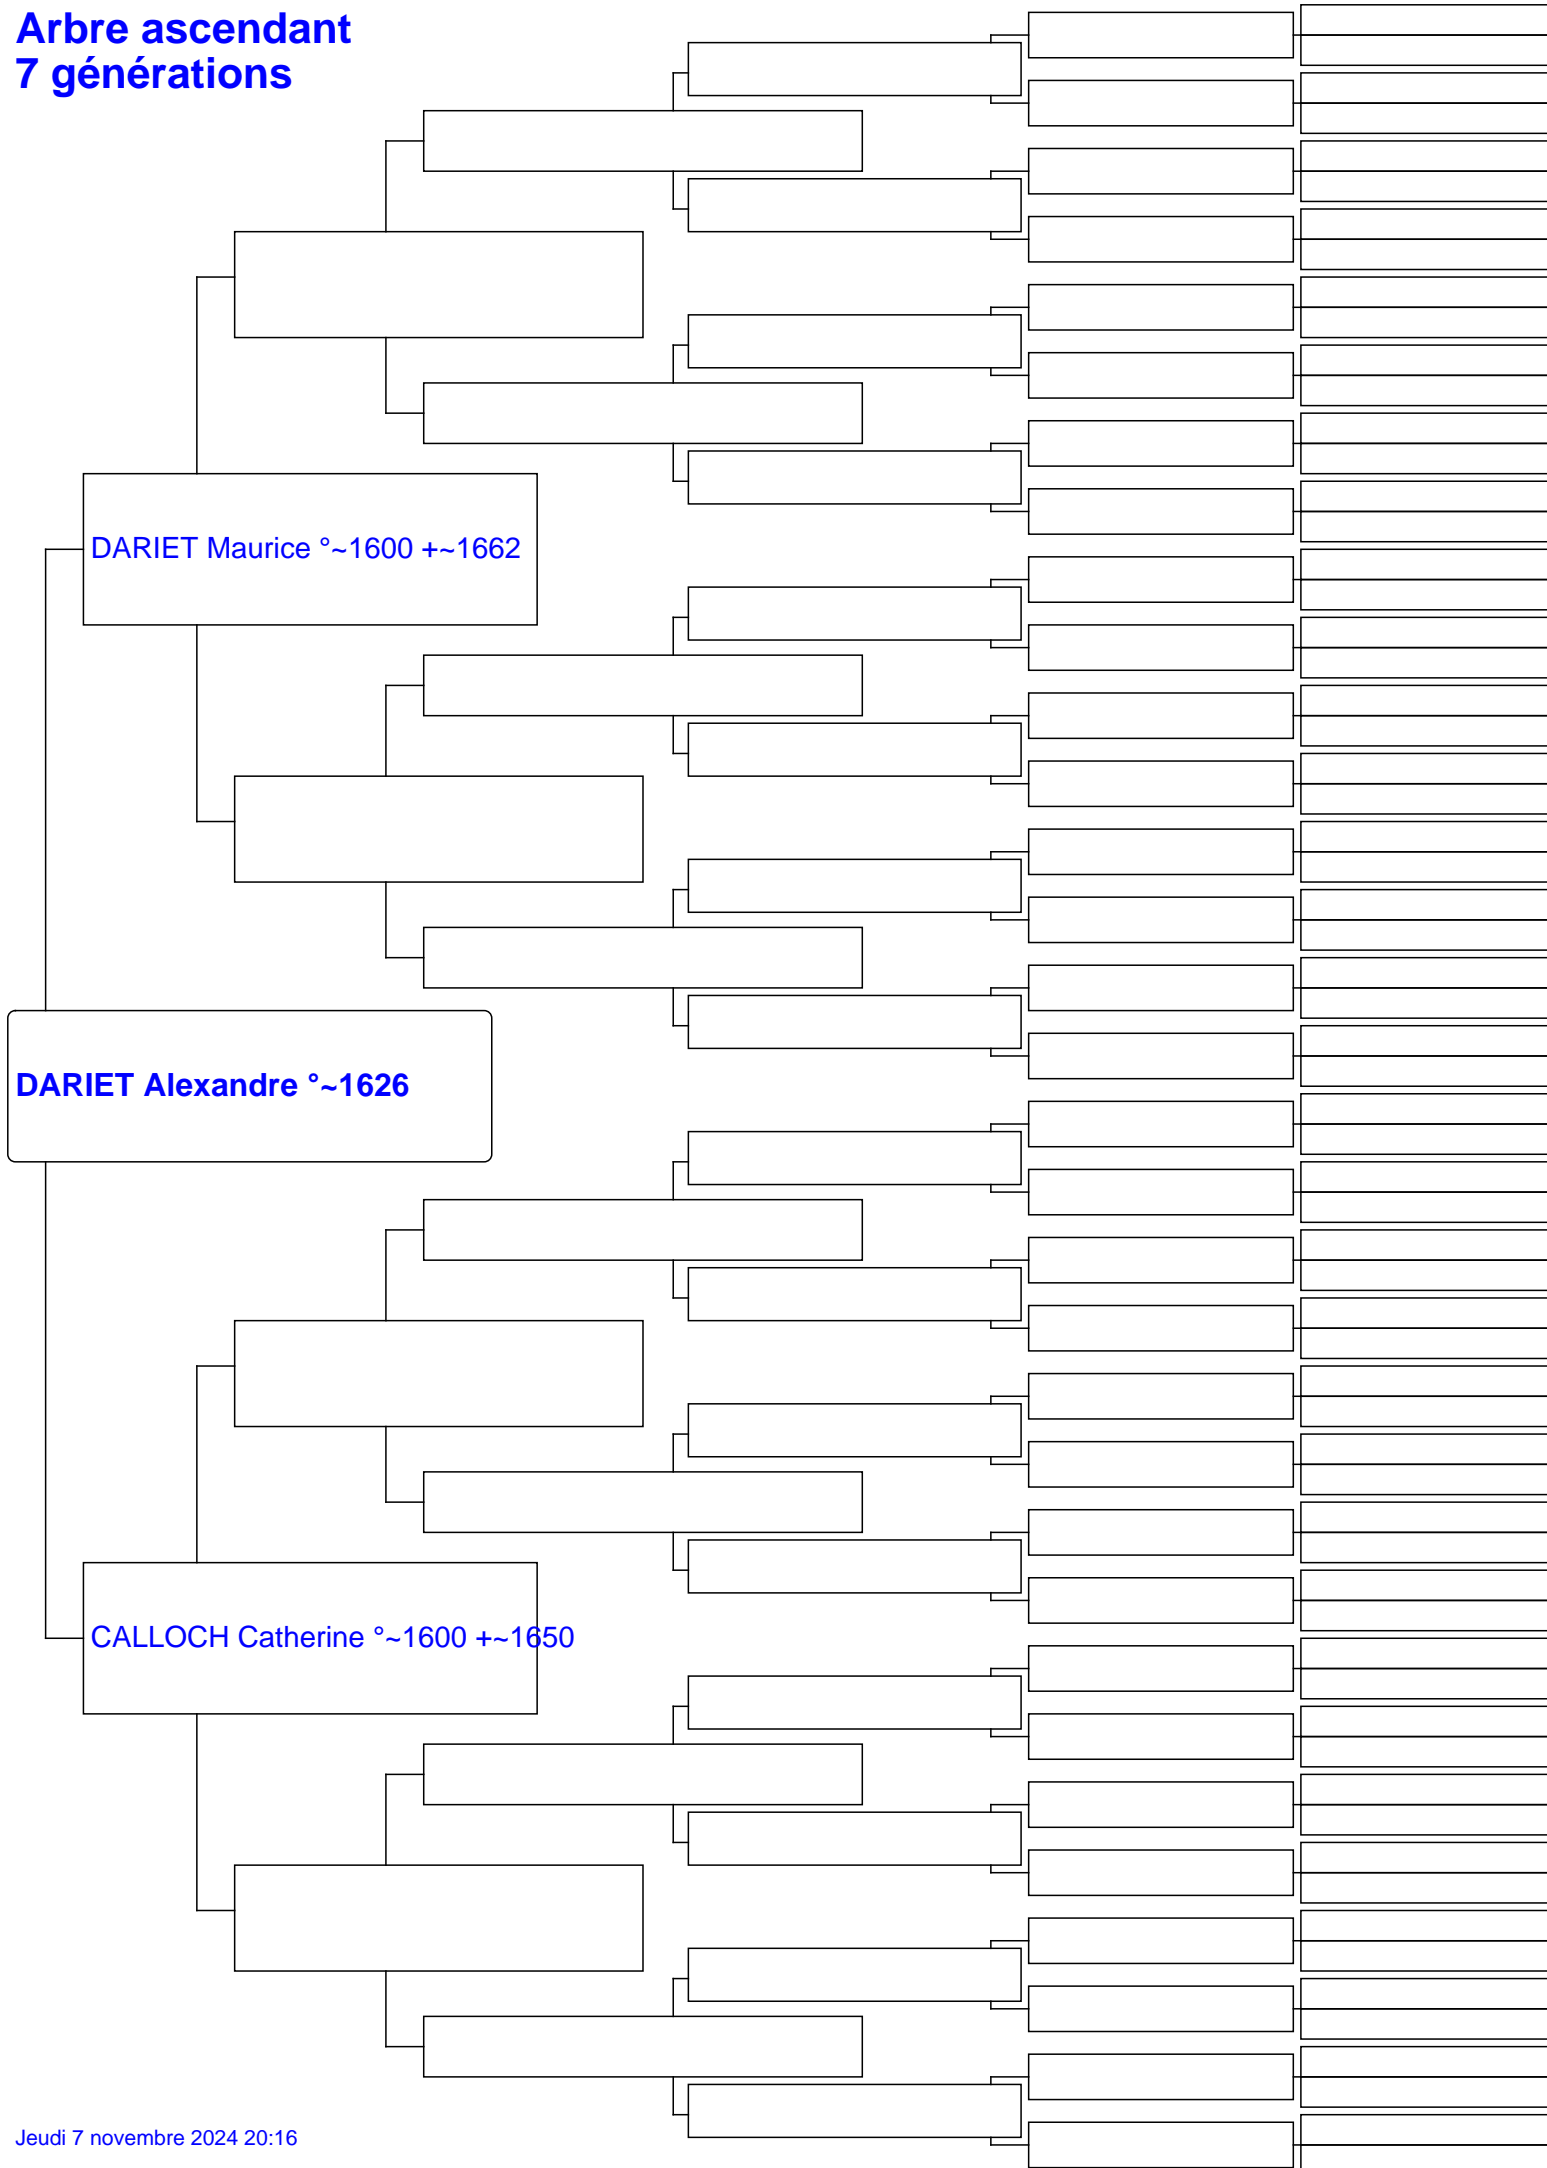 Arbre ascendant
7 générations
DARIET Maurice °~1600 +~1662
DARIET Alexandre °~1626
CALLOCH Catherine °~1600 +~1650
Jeudi 7 novembre 2024 20:16